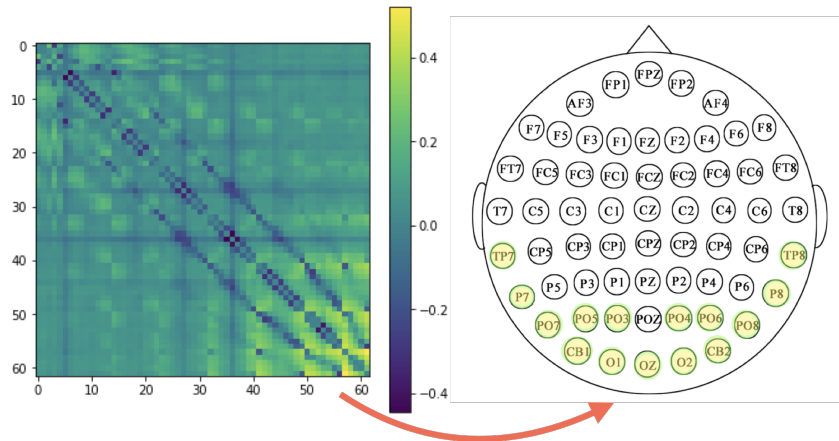 0
10
20
30
40
50
60
0 10 20 30 40 50 60
0.4
0.2
0.0
−0.2
−0.4
FP1 FPZ FP2
AF3 AF4
F7 F5 F3 F1 FZ F2 F4 F6 F8
FT7 FC5 FC3 FC1 FCZ FC2 FC4 FC6 FT8
T7 C5 C3 C1 CZ C2 C4 C6 T8
TP7 CP5 CP3 CP1 CPZ CP2 CP4 CP6 TP8
P7 P5 P3 P1 PZ P2 P4 P6 P8
PO7 PO5 PO3 POZ PO4 PO6 PO8
CB1 O1 OZ O2 CB2